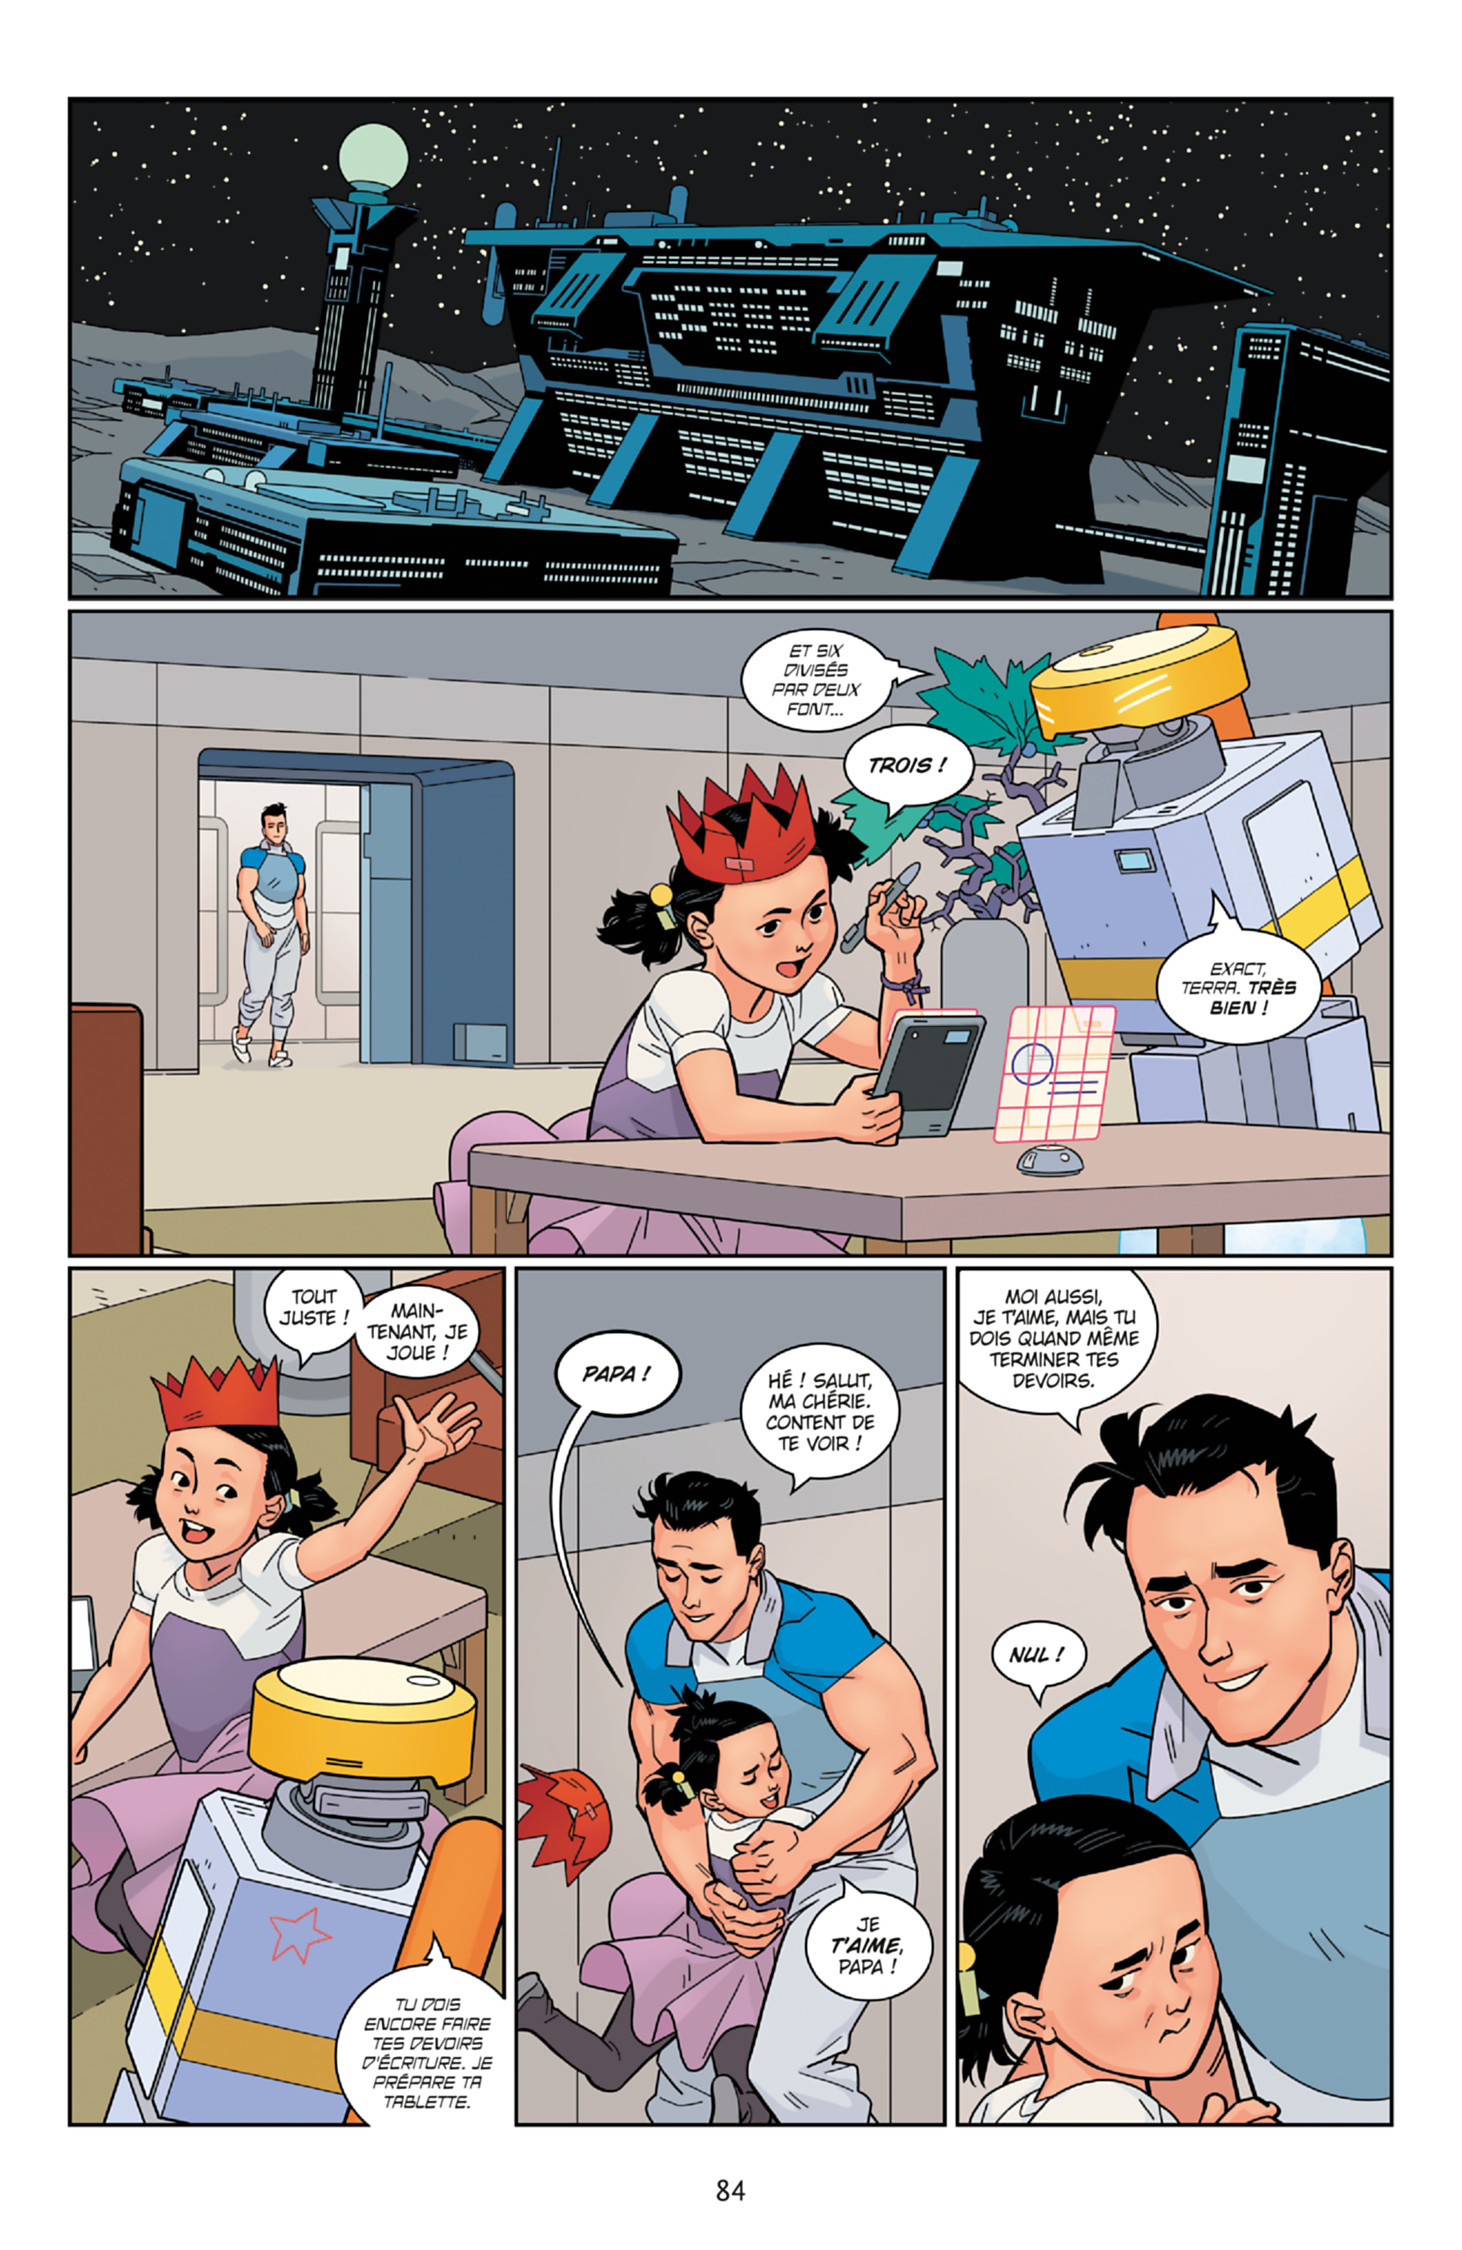 ET SIX
DIVISÉS
PAR DEUX
FONT...
TROIS !
EXACT,
TERRA. TRÈS
BIEN !
TOUT
JUSTE !
MAIN-
TENANT, JE
JOUE !
TU DOIS
ENCORE FAIRE
TES DEVOIRS
D'ÉCRITURE. JE
PRÉPARE TA
TABLETTE.
PAPA !
HÉ ! SALUT,
MA CHÉRIE.
CONTENT DE
TE VOIR !
JE
T'AIME,
PAPA !
MOI AUSSI,
JE T'AIME, MAIS TU
DOIS QUAND MÊME
TERMINER TES
DEVOIRS.
NUL !
84